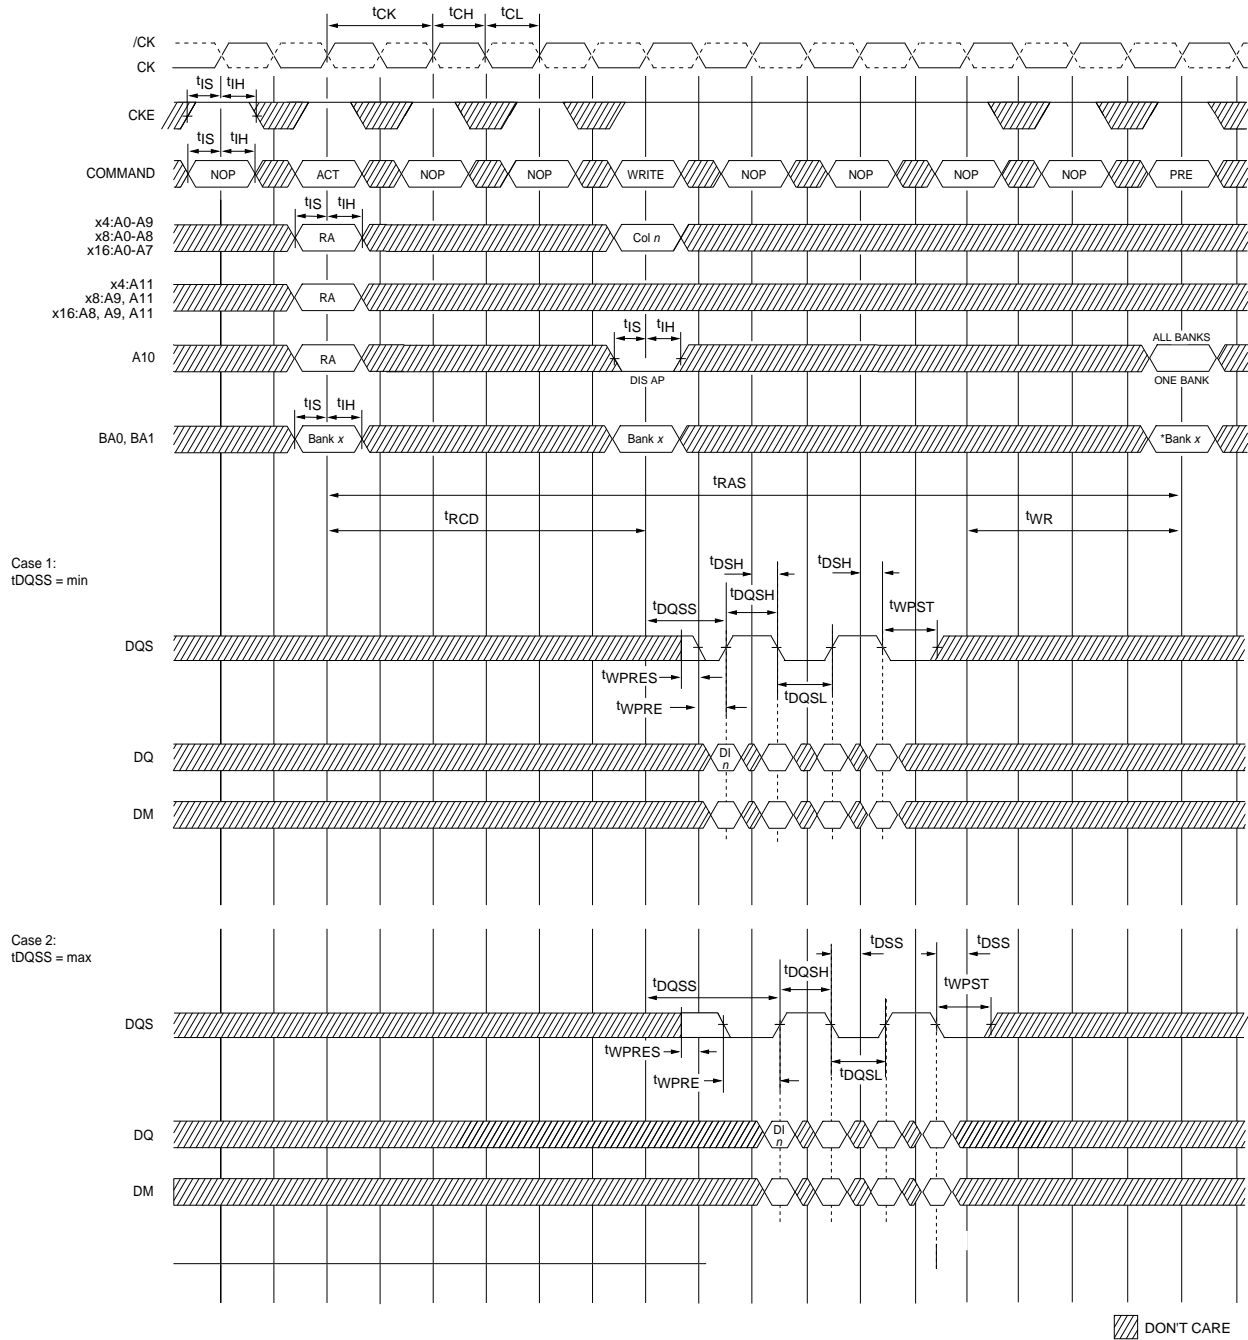 tCK tCH tCL
/CK
CK
tIS tIH
CKE
tIS tIH
COMMAND NOP ACT NOP NOP WRITE NOP NOP NOP NOP PRE
tIS tIH
x4:A0-A9
x8:A0-A8
x16:A0-A7
RA Col n
x4:A11
x8:A9, A11
x16:A8, A9, A11
RA
tIS tIH
ALL BANKS
A10 RA
DIS AP ONE BANK
tIS tIH
BA0, BA1 Bank x Bank x *Bank x
tRAS
tRCD tWR
Case 1:
tDQSS = min
tDSH tDSH
tDQSH
tDQSS tWPST
DQS
tWPRES
tDQSL
tWPRE
DQ DI
n
DM
Case 2:
tDQSS = max
tDSS tDSS
tDQSH
tDQSS tWPST
DQS
tWPRES
tWPRE tDQSL
DQ DI
n
DM
DON'T CARE